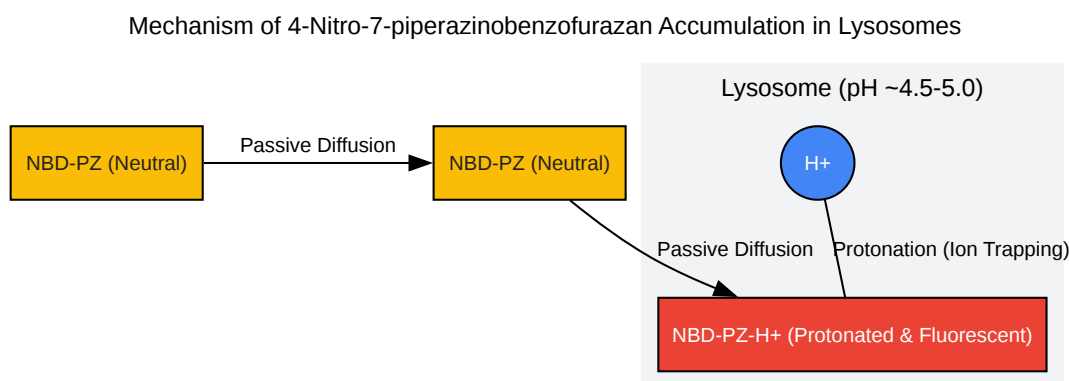 Mechanism of 4-Nitro-7-piperazinobenzofurazan Accumulation in Lysosomes
Lysosome (pH ~4.5-5.0)
NBD-PZ (Neutral)
Passive Diffusion
NBD-PZ (Neutral)
H+
Passive Diffusion
Protonation (Ion Trapping)
NBD-PZ-H+ (Protonated & Fluorescent)